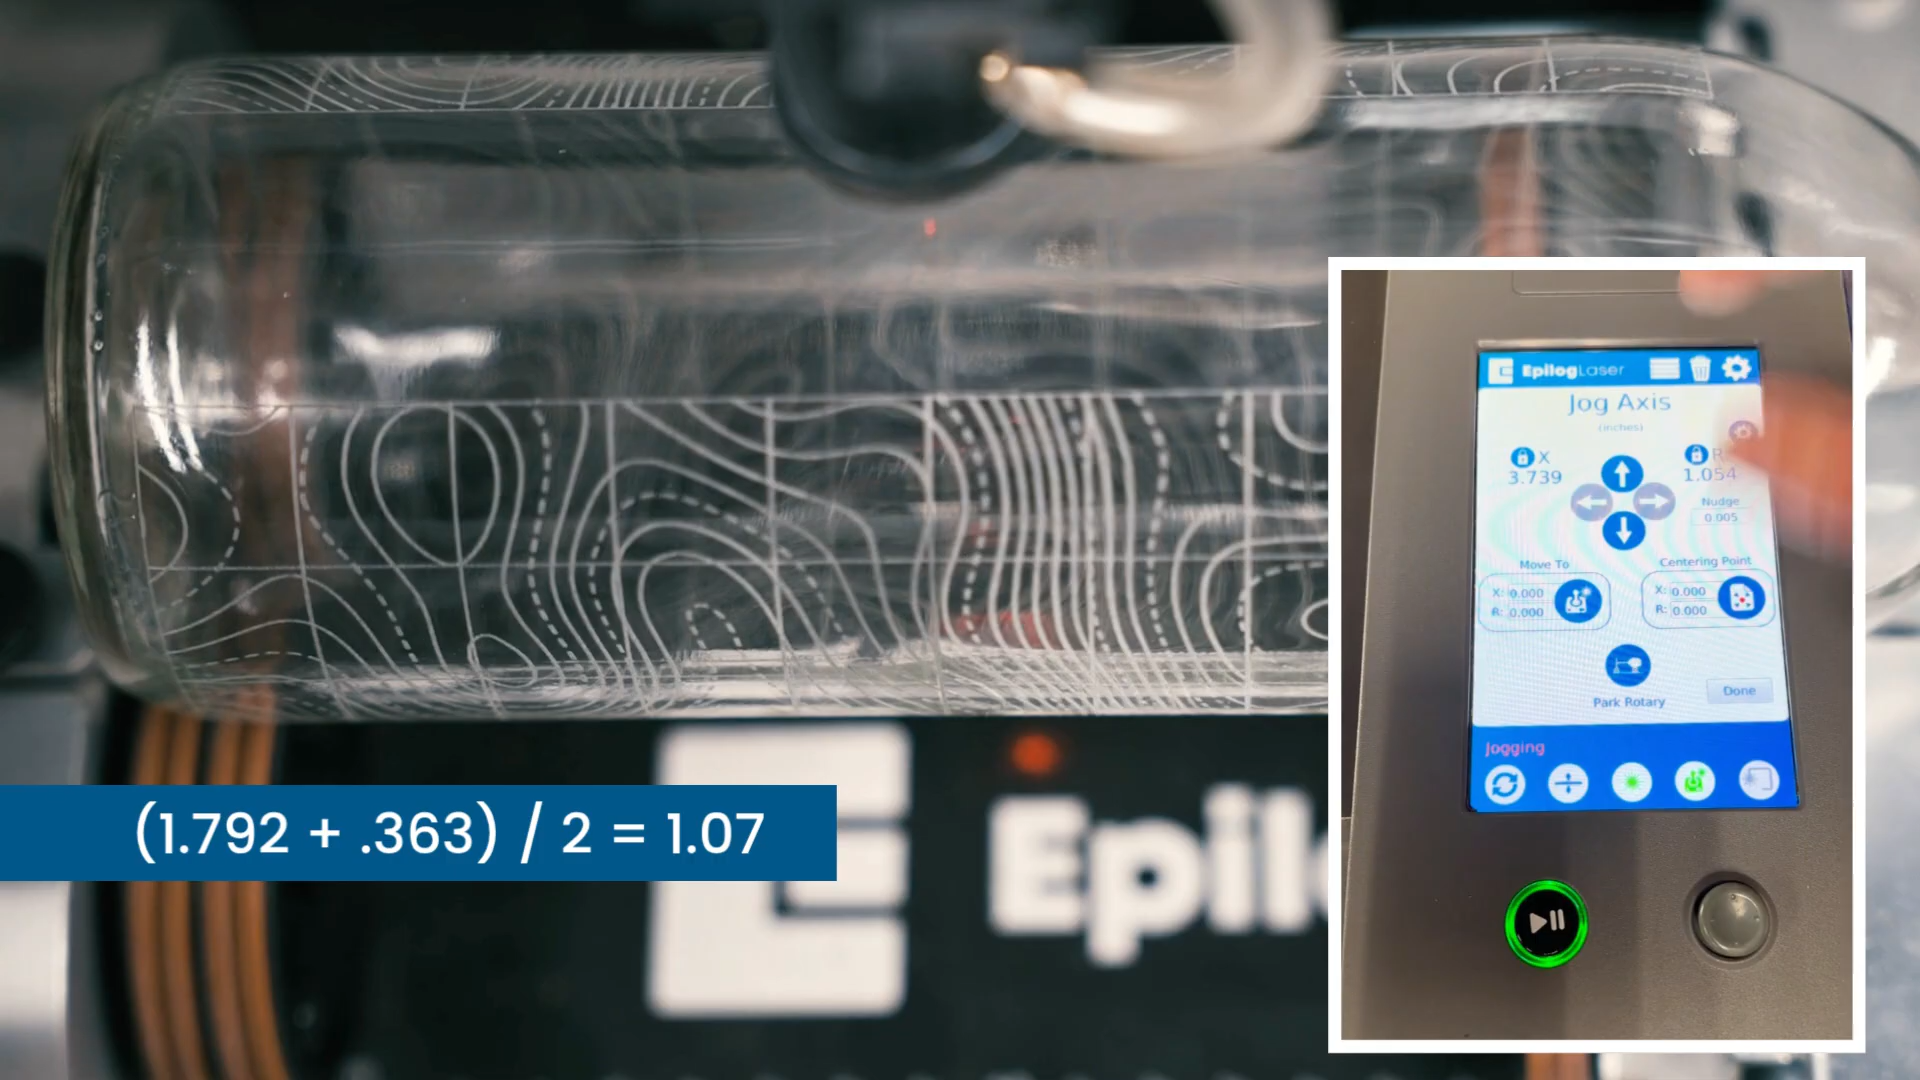 EpilogLaser
Jog Axis
(inches)
X
R
3.739
1.054
Nudge
0.005
Move To
Centering Point
X: 0.000
R: 0.000
X: 0.000
R: 0.000
Park Rotary
Done
Jogging
(1.792 + .363) / 2 = 1.07
Epil